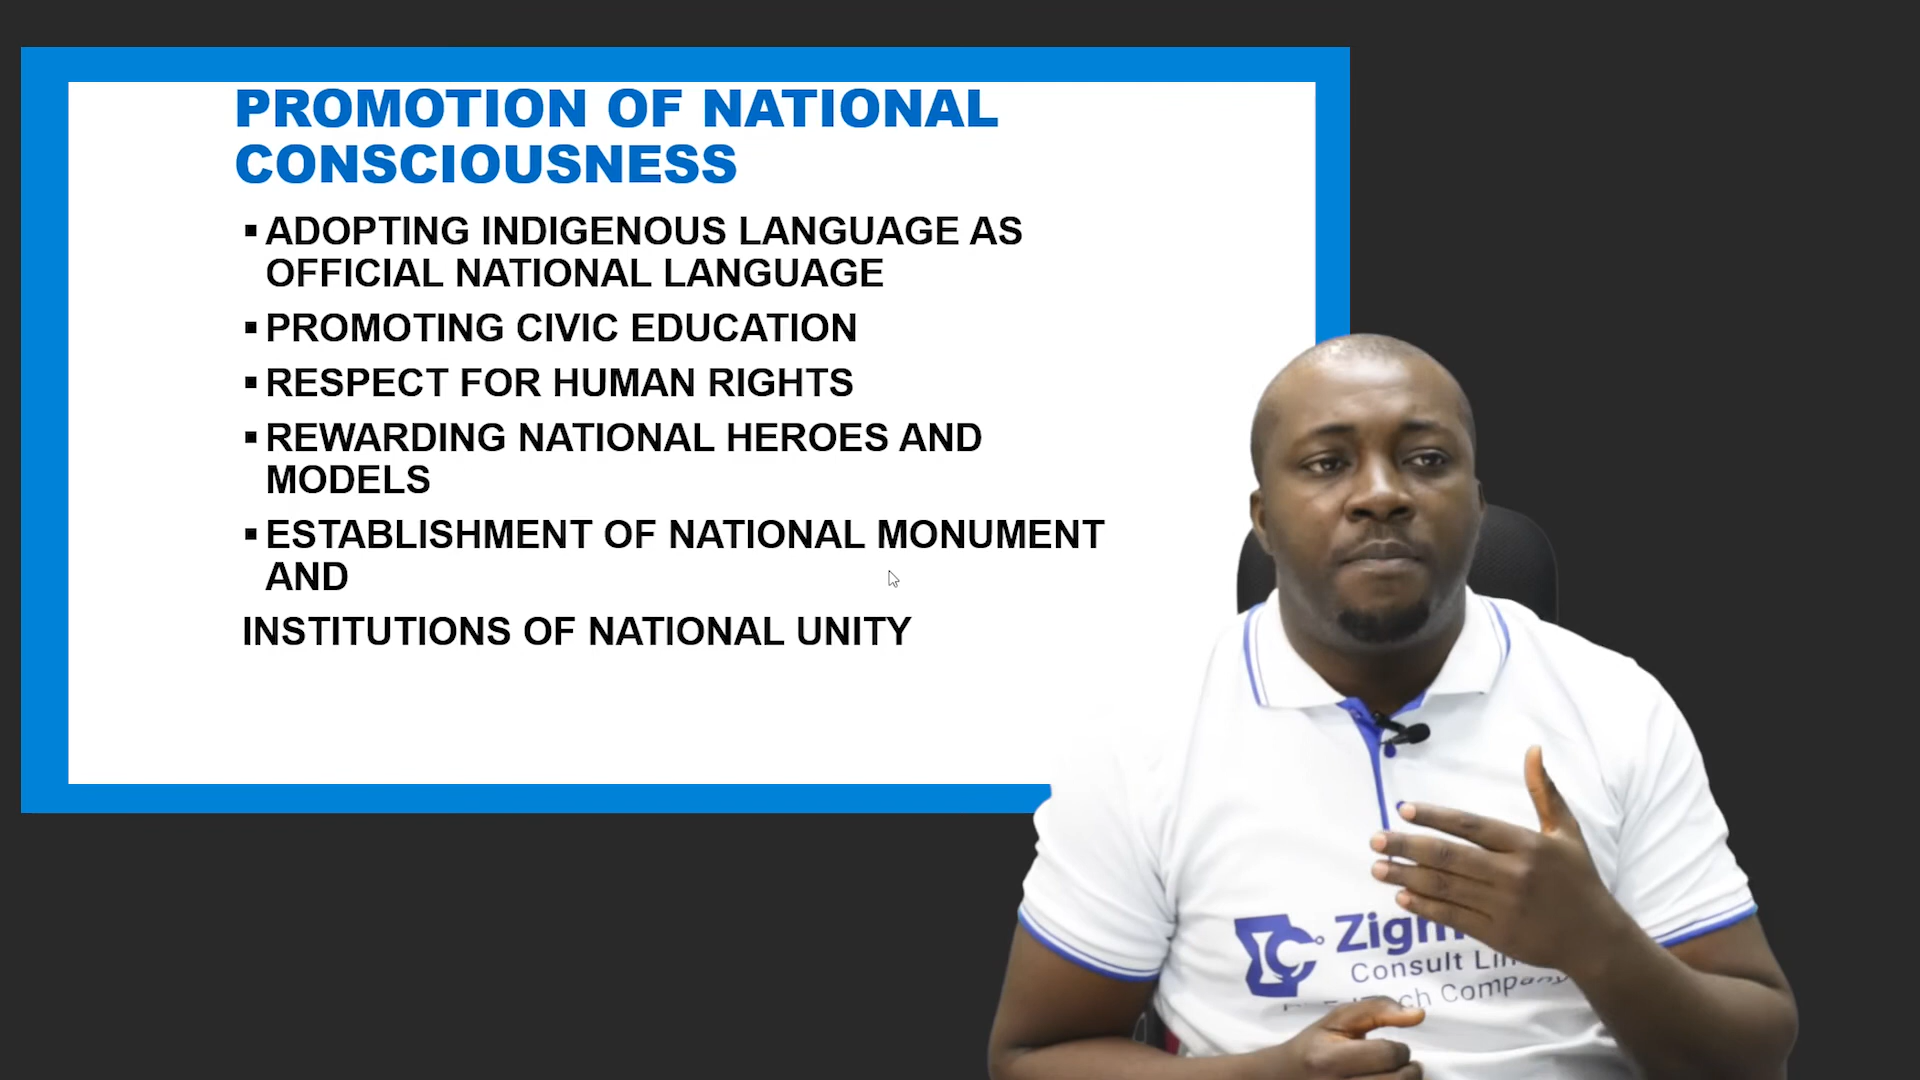 PROMOTION OF NATIONAL
CONSCIOUSNESS
▪ADOPTING INDIGENOUS LANGUAGE AS
OFFICIAL NATIONAL LANGUAGE
▪PROMOTING CIVIC EDUCATION
▪RESPECT FOR HUMAN RIGHTS
▪REWARDING NATIONAL HEROES AND
MODELS
▪ESTABLISHMENT OF NATIONAL MONUMENT
AND
INSTITUTIONS OF NATIONAL UNITY
Consult
Company